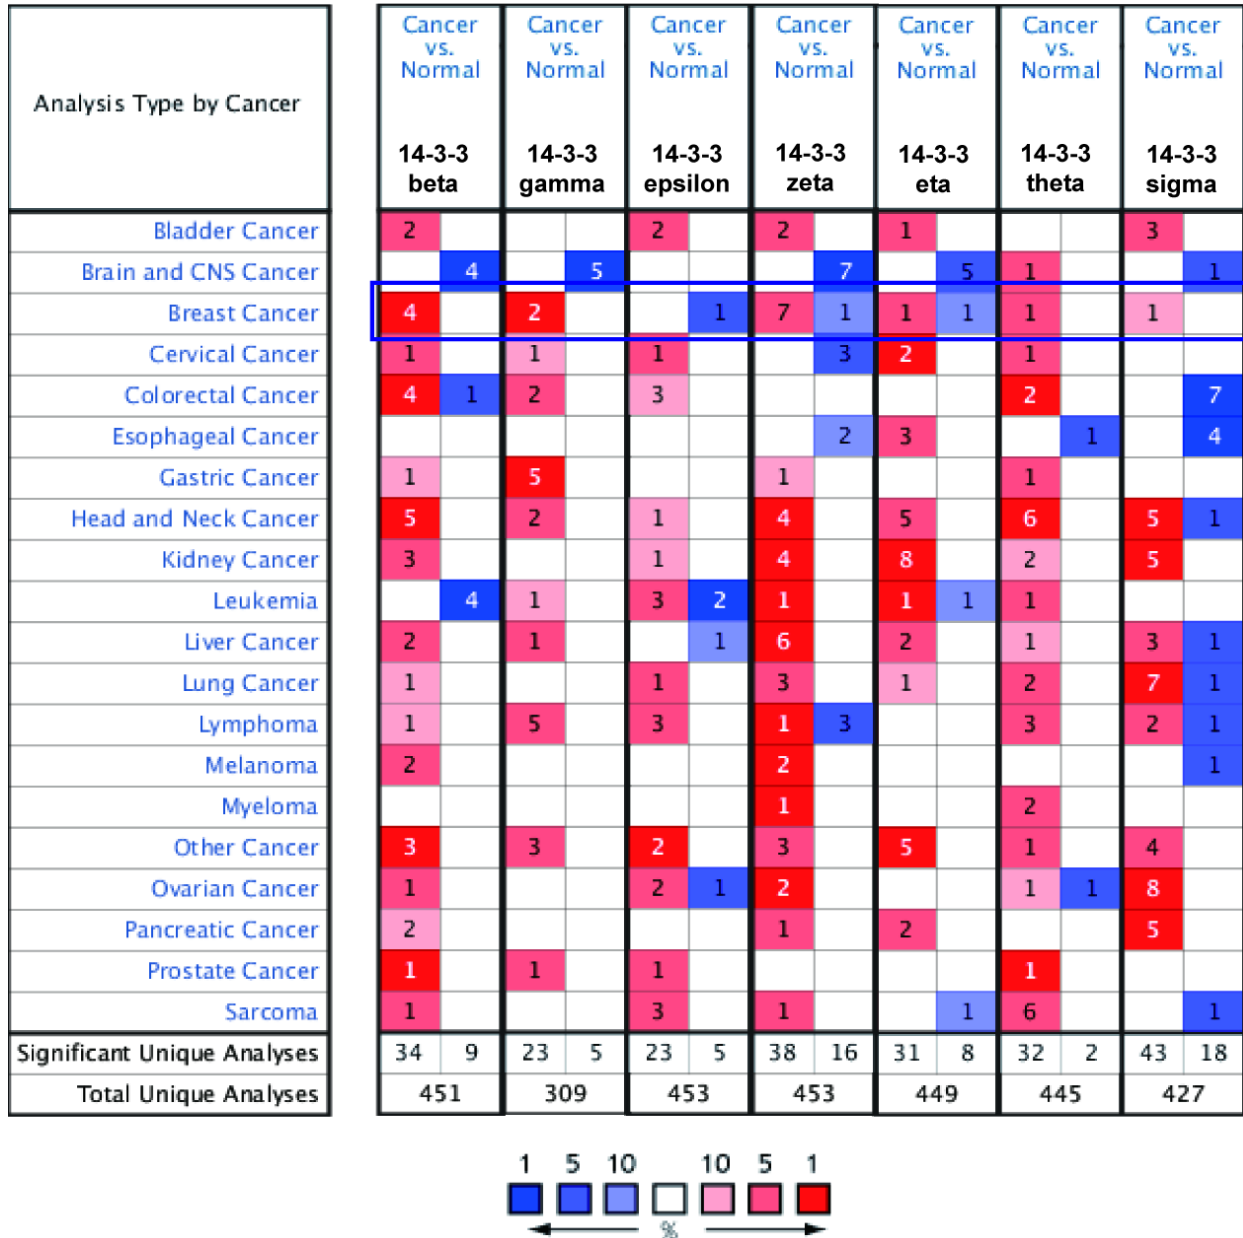 Analysis Type by Cancer
Cancer vs. Normal 14-3-3 beta
Cancer vs. Normal 14-3-3 gamma
Cancer vs. Normal 14-3-3 epsilon
Cancer vs. Normal 14-3-3 zeta
Cancer vs. Normal 14-3-3 eta
Cancer vs. Normal 14-3-3 theta
Cancer vs. Normal 14-3-3 sigma
Bladder Cancer 2 2 2 1 3
Brain and CNS Cancer 4 5 7 5 1 1
Breast Cancer 4 2 1 7 1 1 1 1 1
Cervical Cancer 1 1 1 3 2 1
Colorectal Cancer 4 1 2 3 2 7
Esophageal Cancer 2 3 1 4
Gastric Cancer 1 5 1 1
Head and Neck Cancer 5 2 1 4 5 6 5 1
Kidney Cancer 3 1 4 8 2 5
Leukemia 4 1 3 2 1 1 1 1
Liver Cancer 2 1 1 6 2 1 3 1
Lung Cancer 1 1 3 1 2 7 1
Lymphoma 1 5 3 1 3 3 2 1
Melanoma 2 2 1
Myeloma 1 2
Other Cancer 3 3 2 3 5 1 4
Ovarian Cancer 1 2 1 2 1 1 8
Pancreatic Cancer 2 1 2 5
Prostate Cancer 1 1 1 1
Sarcoma 1 3 1 1 6 1
Significant Unique Analyses 34 9 23 5 23 5 38 16 31 8 32 2 43 18
Total Unique Analyses 451 309 453 453 449 445 427
1 5 10 10 5 1
%